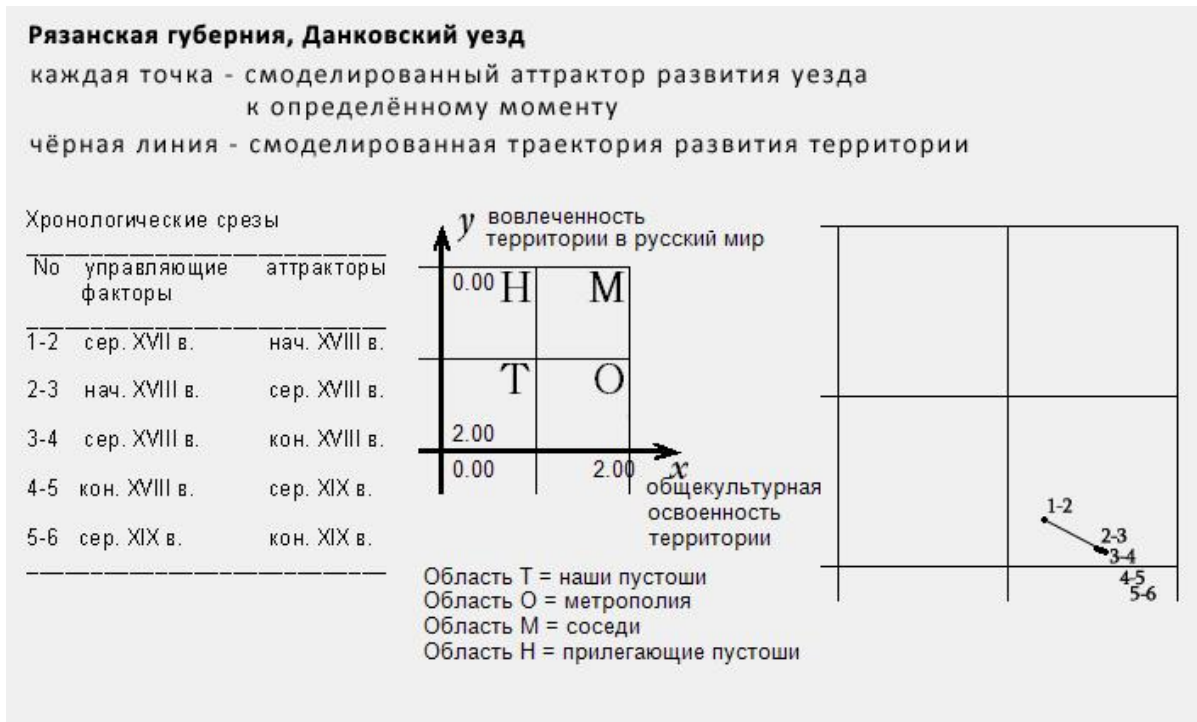 Рязанская губерния, Данковский уезд
каждая точка - смоделированный аттрактор развития уезда
к определённому моменту
чёрная линия - смоделированная траектория развития территории
Хронологические срезы
No управляющие факторы аттракторы
1-2 сер. XVII в. нач. XVIII в.
2-3 нач. XVIII в. сер. XVIII в.
3-4 сер. XVIII в. кон. XVIII в.
4-5 кон. XVIII в. сер. XIX в.
5-6 сер. XIX в. кон. XIX в.
y вовлеченность
территории в русский мир
0.00 Н М
Т О
2.00
0.00 2.00 x
общекультурная
освоенность
территории
Область Т = наши пустоши
Область О = метрополия
Область М = соседи
Область Н = прилегающие пустоши
1-2
2-3
3-4
4-5
5-6